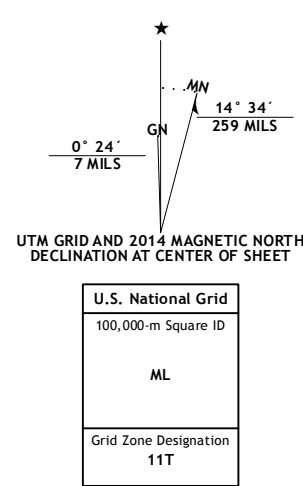 ★
MN
GN
14° 34´
259 MILS
0° 24´
7 MILS
UTM GRID AND 2014 MAGNETIC NORTH
DECLINATION AT CENTER OF SHEET
U.S. National Grid
100,000-m Square ID
ML
Grid Zone Designation
11T